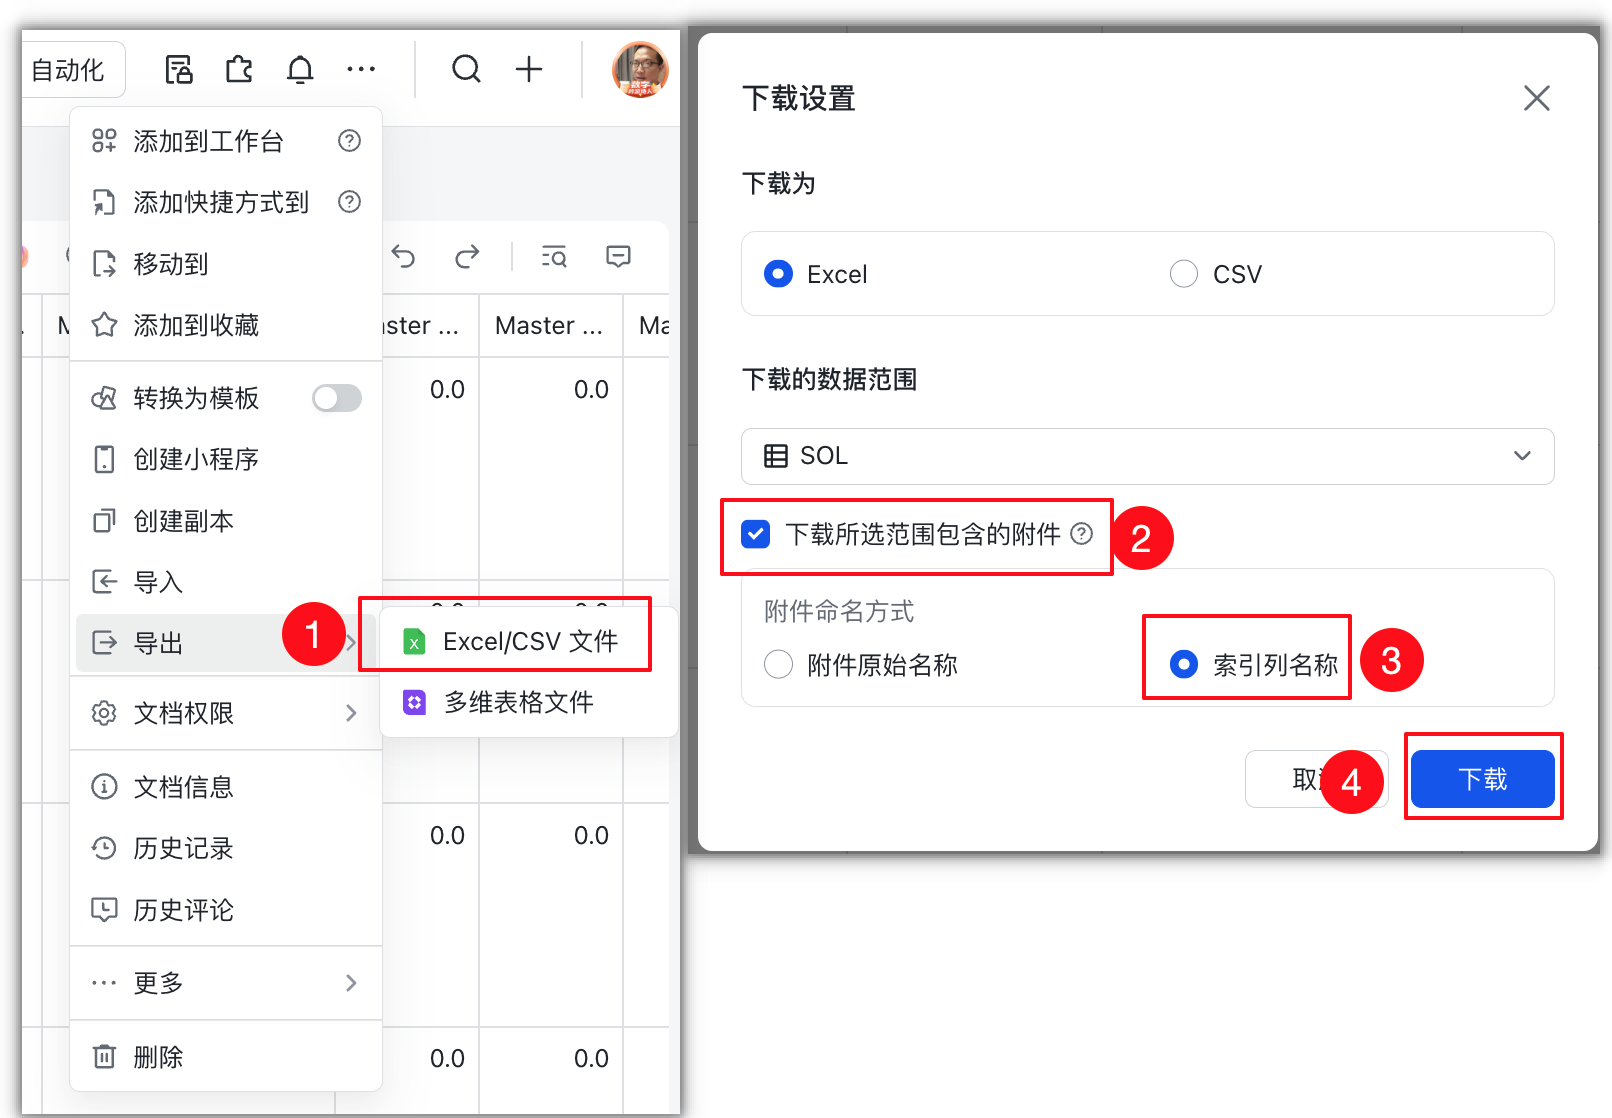 自动化
添加到工作台
添加快捷方式到
移动到
添加到收藏
转换为模板
创建小程序
创建副本
导入
导出
1
Excel/CSV 文件
多维表格文件
文档权限
文档信息
历史记录
历史评论
更多
删除
ster ...
Master ...
Ma
0.0
0.0
0.0
0.0
0.0
0.0
下载设置
下载为
Excel
CSV
下载的数据范围
SOL
下载所选范围包含的附件
2
附件命名方式
附件原始名称
索引列名称
3
取
4
下载